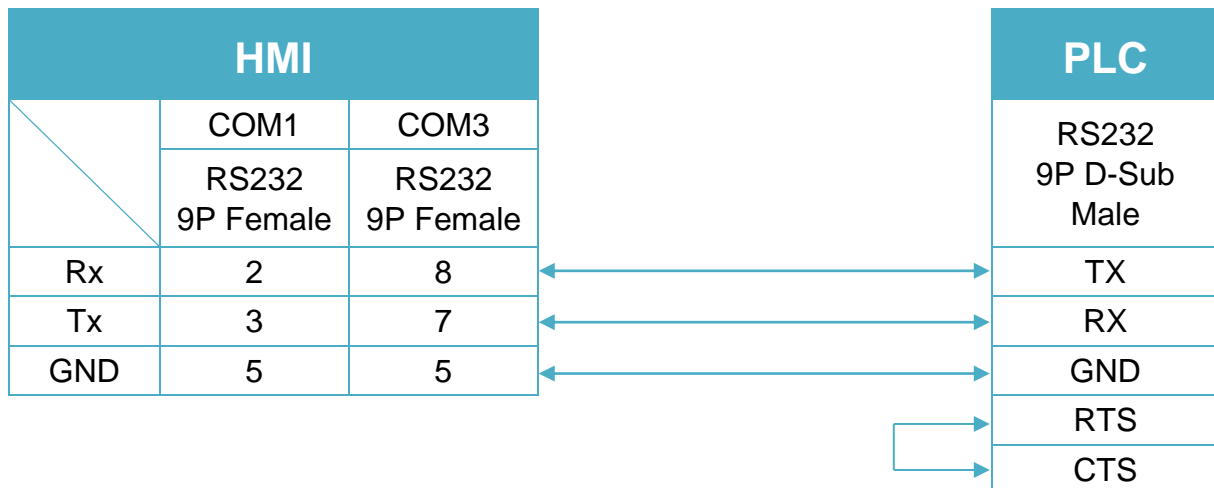 HMI
PLC
COM1 COM3
RS232
9P D-Sub
Male
RS232
9P Female
RS232
9P Female
Rx 2 8 TX
Tx 3 7 RX
GND 5 5 GND
RTS
CTS